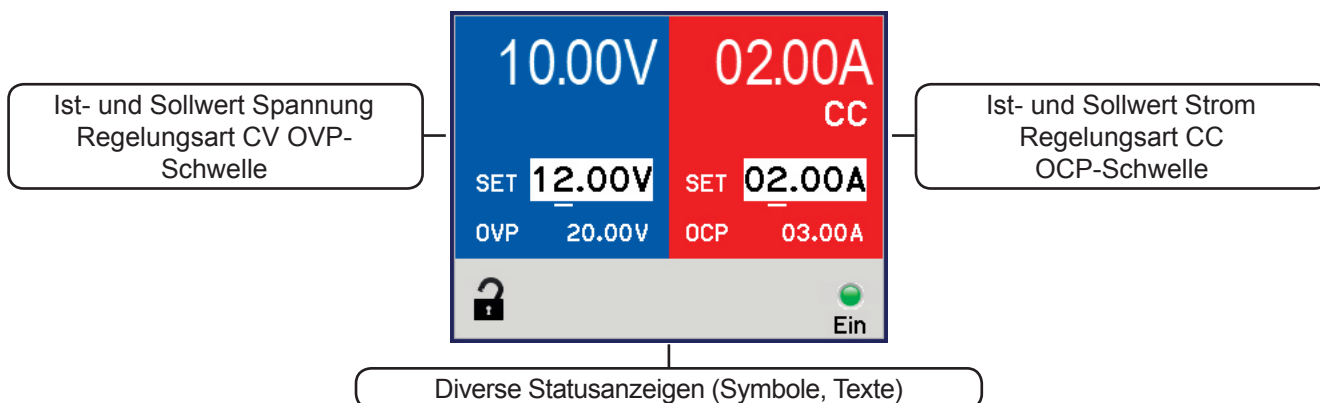 10.00V
02.00A
CC
SET 12.00V
SET 02.00A
OVP 20.00V
OCP 03.00A
Ein
Ist- und Sollwert Spannung
Regelungsart CV OVP-
Schwelle
Ist- und Sollwert Strom
Regelungsart CC
OCP-Schwelle
Diverse Statusanzeigen (Symbole, Texte)